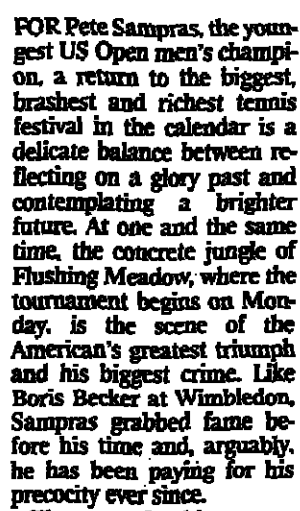 FOR Pete Sampras, the youn-
gest US Open men's champi-
on, a return to the biggest,
brashest and richest tennis
festival in the calendar is a
delicate balance between re-
flecting on a glory past and
contemplating a brighter
future. At one and the same
time, the concrete jungle of
Flushing Meadow, where the
tournament begins on Mon-
day, is the scene of the
American's greatest triumph
and his biggest crime. Like
Boris Becker at Wimbledon,
Sampras grabbed fame be-
fore his time and, arguably,
he has been paying for his
precocity ever since.